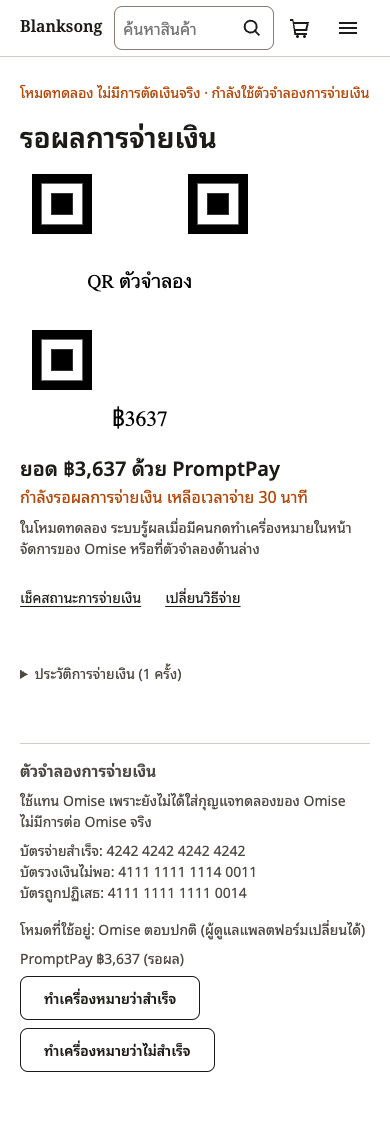 Blanksong
ค้นหาสินค้า
โหมดทดลอง ไม่มีการตัดเงินจริง · กำลังใช้ตัวจำลองการจ่ายเงิน
รอผลการจ่ายเงิน
QR ตัวจำลอง
฿3637
ยอด ฿3,637 ด้วย PromptPay
กำลังรอผลการจ่ายเงิน เหลือเวลาจ่าย 30 นาที
ในโหมดทดลอง ระบบรู้ผลเมื่อมีคนกดทำเครื่องหมายในหน้า
จัดการของ Omise หรือที่ตัวจำลองด้านล่าง
เช็คสถานะการจ่ายเงิน เปลี่ยนวิธีจ่าย
ประวัติการจ่ายเงิน (1 ครั้ง)
ตัวจำลองการจ่ายเงิน
ใช้แทน Omise เพราะยังไม่ได้ใส่กุญแจทดลองของ Omise
ไม่มีการต่อ Omise จริง
บัตรจ่ายสำเร็จ: 4242 4242 4242 4242
บัตรวงเงินไม่พอ: 4111 1111 1114 0011
บัตรถูกปฏิเสธ: 4111 1111 1111 0014
โหมดที่ใช้อยู่: Omise ตอบปกติ (ผู้ดูแลแพลตฟอร์มเปลี่ยนได้)
PromptPay ฿3,637 (รอผล)
ทำเครื่องหมายว่าสำเร็จ
ทำเครื่องหมายว่าไม่สำเร็จ